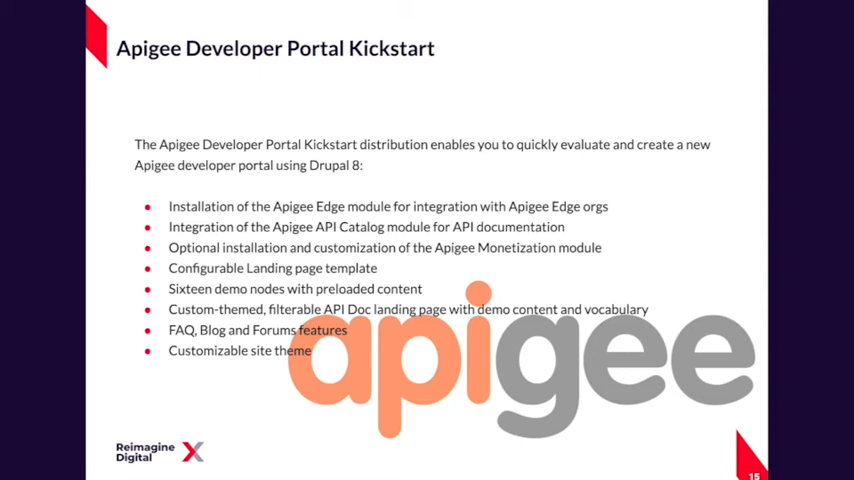 Apigee Developer Portal Kickstart
The Apigee Developer Portal Kickstart distribution enables you to quickly evaluate and create a new
Apigee developer portal using Drupal 8:
● Installation of the Apigee Edge module for integration with Apigee Edge orgs
● Integration of the Apigee API Catalog module for API documentation
● Optional installation and customization of the Apigee Monetization module
● Configurable Landing page template
● Sixteen demo nodes with preloaded content
● Custom-themed, filterable API Doc landing page with demo content and vocabulary
● FAQ, Blog and Forums features
● Customizable site theme
apigee
Reimagine
Digital
15